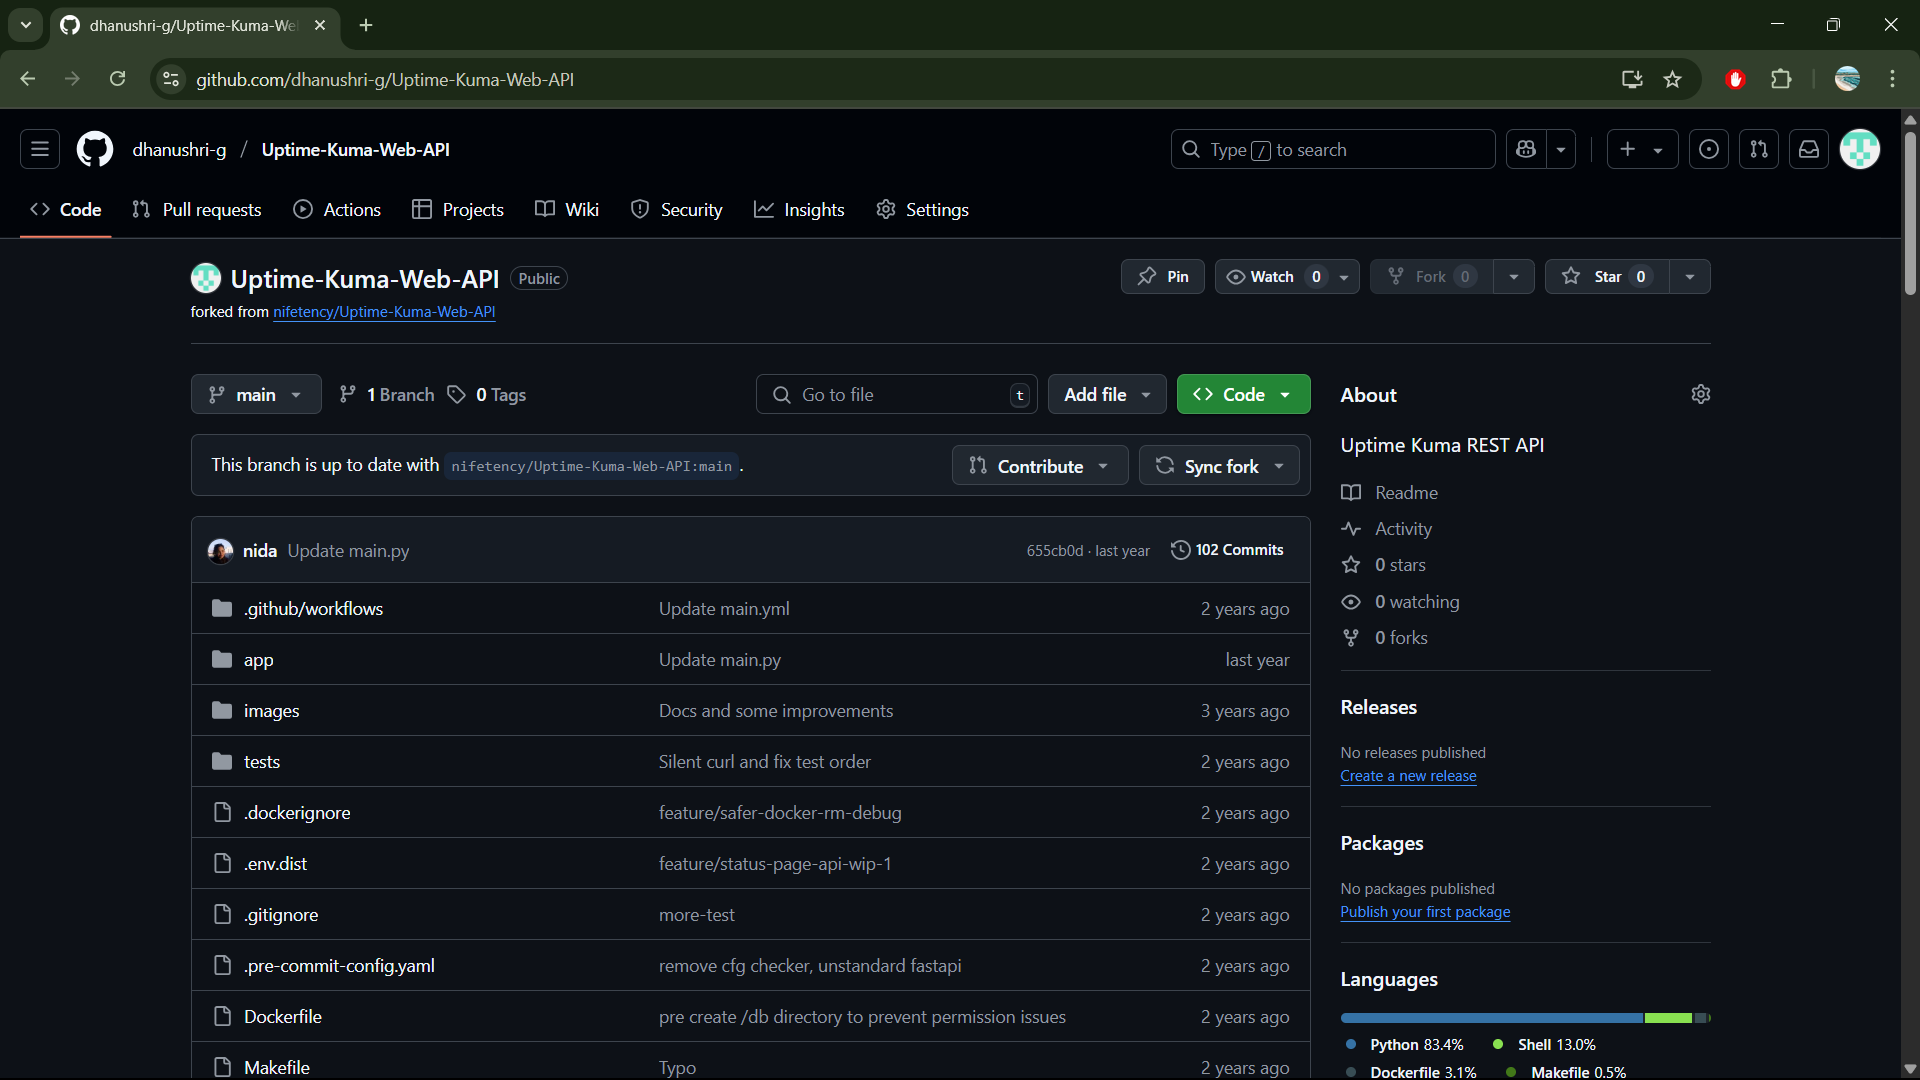 dhanushri-g/Uptime-Kuma-We
github.com/dhanushri-g/Uptime-Kuma-Web-API
dhanushri-g / Uptime-Kuma-Web-API
Type / to search
Code
Pull requests
Actions
Projects
Wiki
Security
Insights
Settings
Uptime-Kuma-Web-API
Public
Pin
Watch 0
Fork 0
Star 0
forked from nifetency/Uptime-Kuma-Web-API
main
1 Branch
0 Tags
Go to file
t
Add file
Code
This branch is up to date with nifetency/Uptime-Kuma-Web-API:main .
Contribute
Sync fork
nida Update main.py 655cb0d · last year 102 Commits
.github/workflows Update main.yml 2 years ago
app Update main.py last year
images Docs and some improvements 3 years ago
tests Silent curl and fix test order 2 years ago
.dockerignore feature/safer-docker-rm-debug 2 years ago
.env.dist feature/status-page-api-wip-1 2 years ago
.gitignore more-test 2 years ago
.pre-commit-config.yaml remove cfg checker, unstandard fastapi 2 years ago
Dockerfile pre create /db directory to prevent permission issues 2 years ago
Makefile Typo 2 years ago
About
Uptime Kuma REST API
Readme
Activity
0 stars
0 watching
0 forks
Releases
No releases published
Create a new release
Packages
No packages published
Publish your first package
Languages
Python 83.4% Shell 13.0%
Dockerfile 3.1% Makefile 0.5%